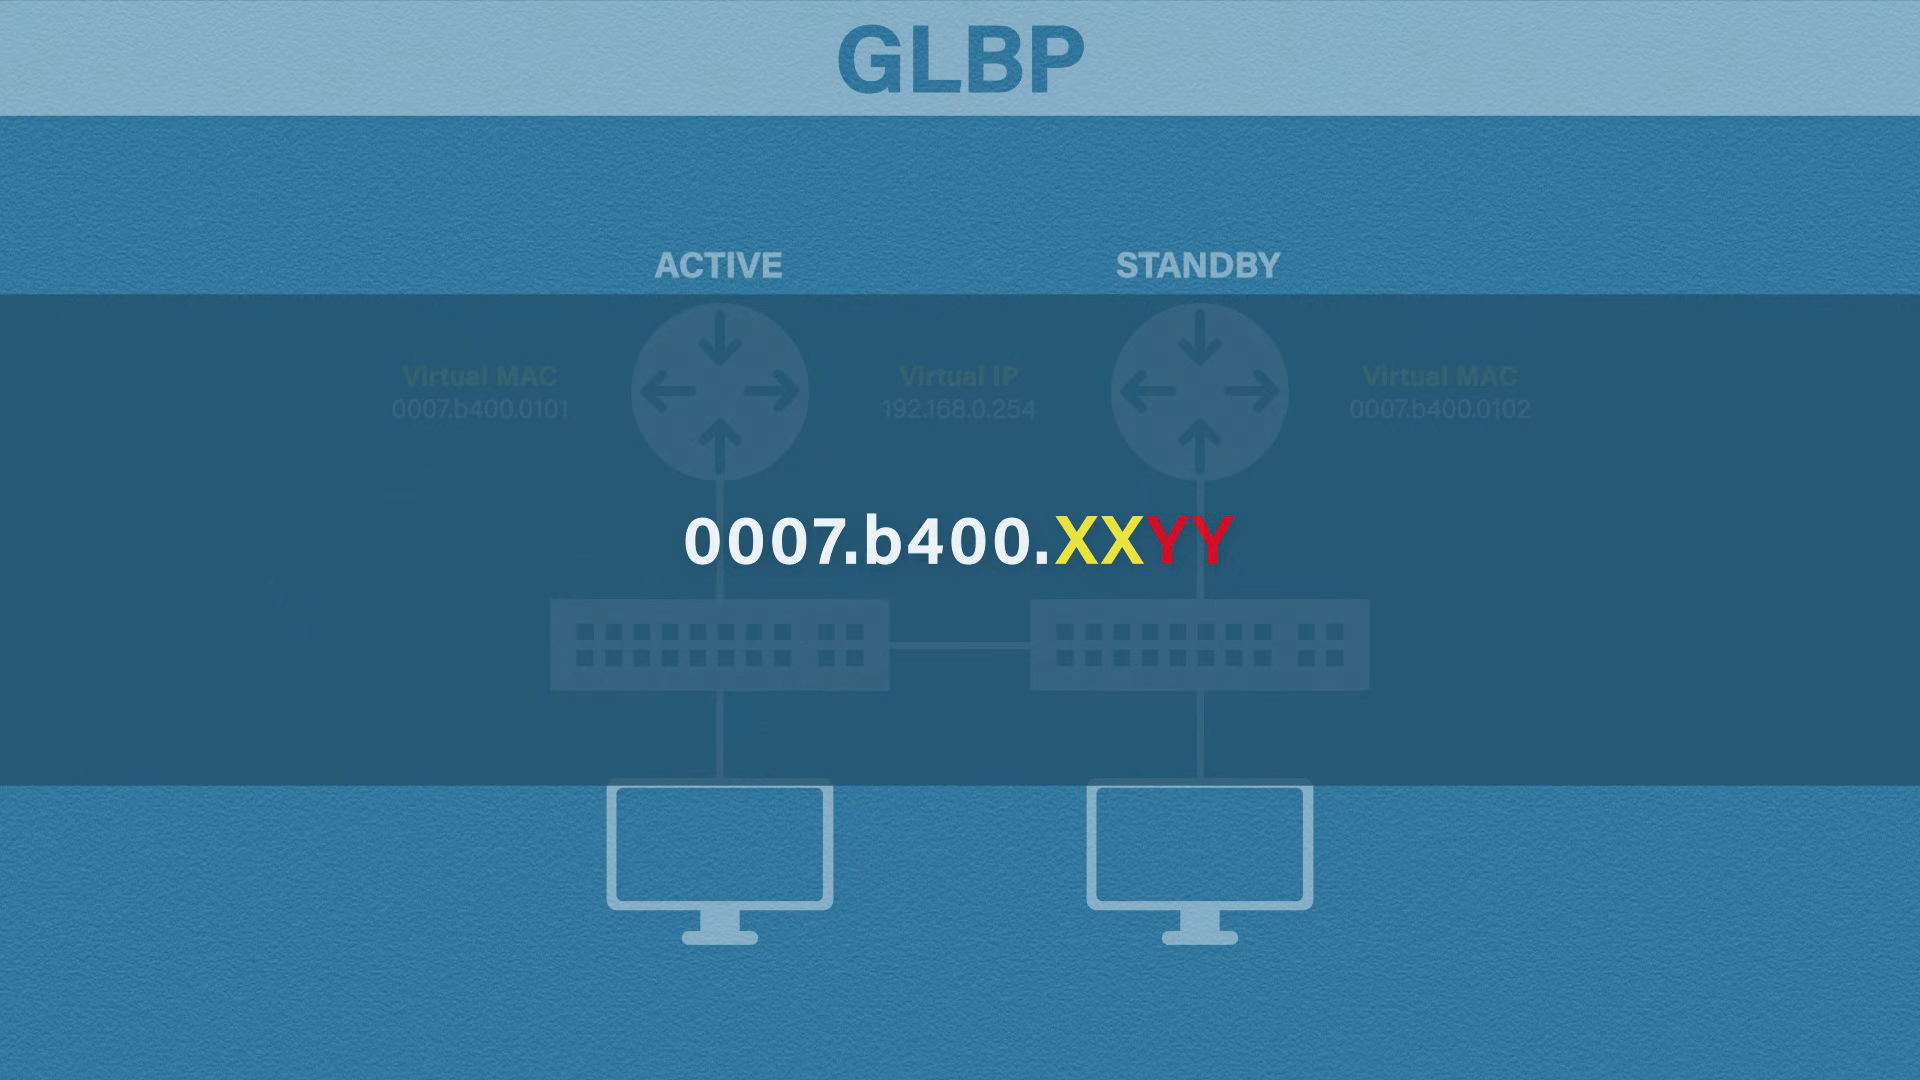 GLBP
ACTIVE
STANDBY
Virtual MAC
0007.b400.0101
Virtual IP
192.168.0.254
Virtual MAC
0007.b400.0102
0007.b400.XXYY